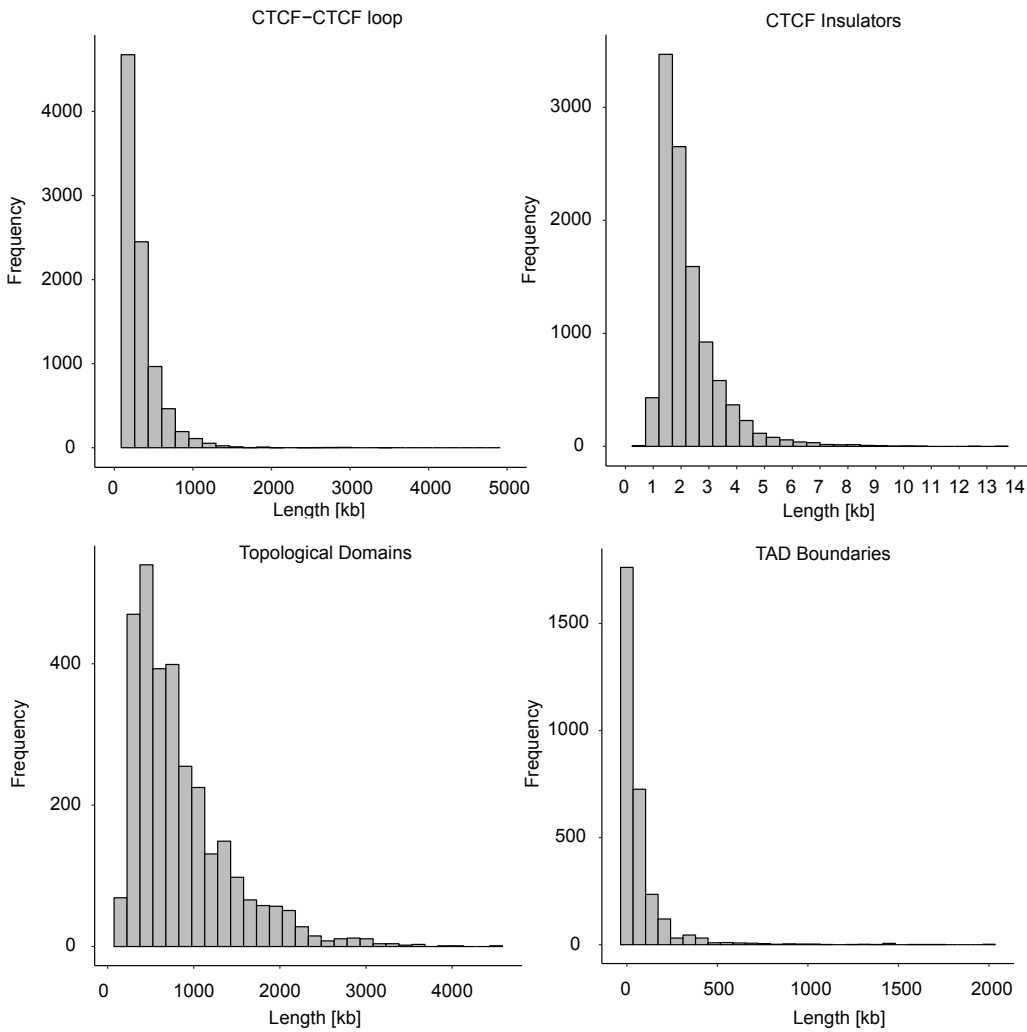 CTCF−CTCF loop
Frequency
4000
3000
2000
1000
0
0 1000 2000 3000 4000 5000
Length [kb]
CTCF Insulators
Frequency
3000
2000
1000
0
0 1 2 3 4 5 6 7 8 9 10 11 12 13 14
Length [kb]
Topological Domains
Frequency
400
200
0
0 1000 2000 3000 4000
Length [kb]
TAD Boundaries
Frequency
1500
1000
500
0
0 500 1000 1500 2000
Length [kb]